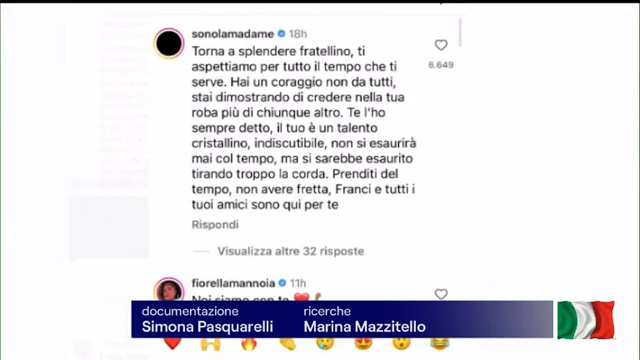 sonolamadame 18h
Torna a splendere fratellino, ti
aspettiamo per tutto il tempo che ti
serve. Hai un coraggio non da tutti,
stai dimostrando di credere nella tua
roba più di chiunque altro. Te l'ho
sempre detto, il tuo è un talento
cristallino, indiscutibile, non si esaurirà
mai col tempo, ma si sarebbe esaurito
tirando troppo la corda. Prenditi del
tempo, non avere fretta, Franci e tutti i
tuoi amici sono qui per te
6.649
Rispondi
Visualizza altre 32 risposte
fiorellamannoia 11h
Noi siamo con te
documentazione
Simona Pasquarelli
ricerche
Marina Mazzitello